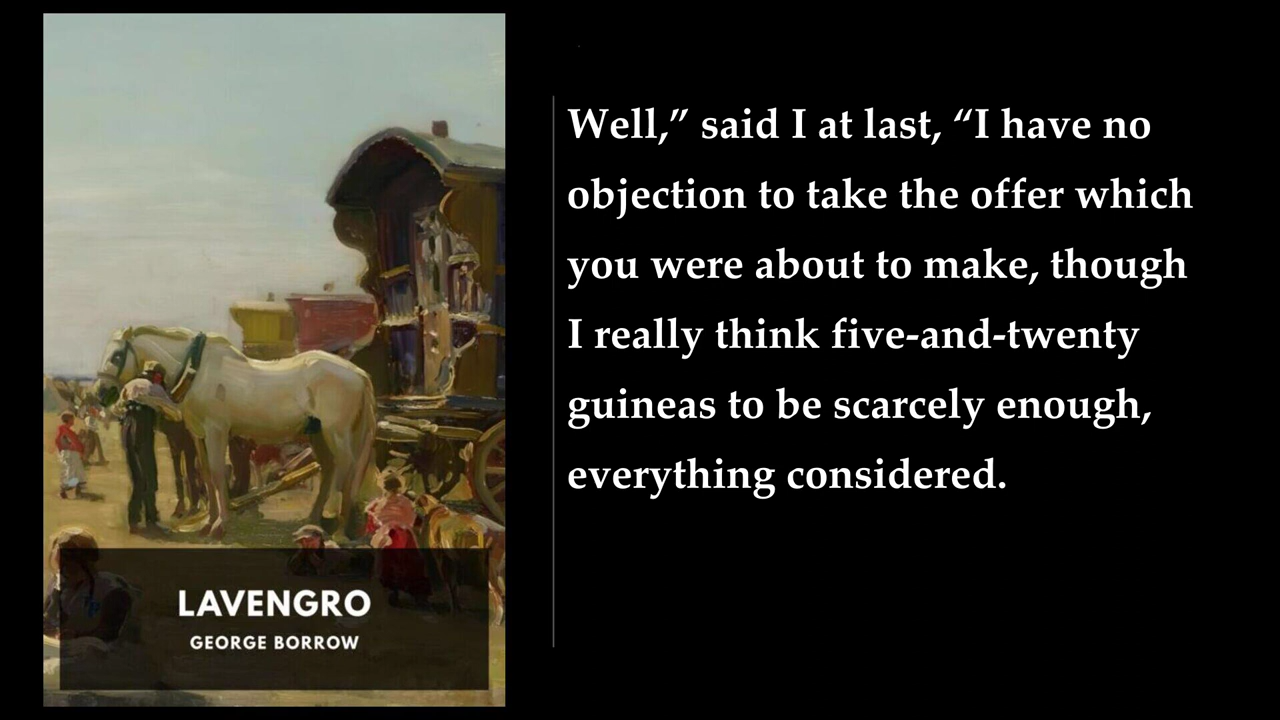 LAVENGRO
GEORGE BORROW
Well,” said I at last, “I have no
objection to take the offer which
you were about to make, though
I really think five-and-twenty
guineas to be scarcely enough,
everything considered.